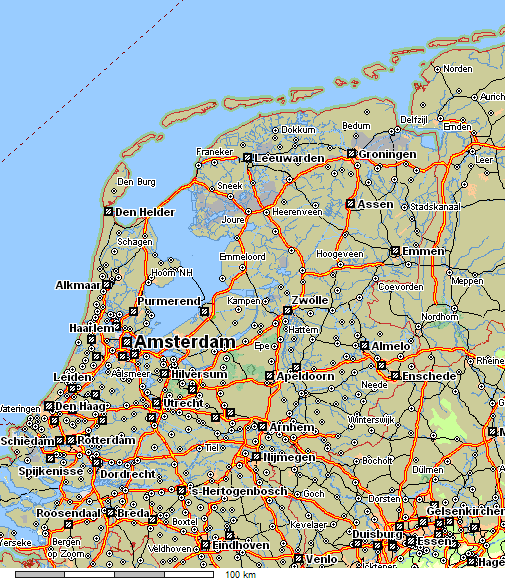 Norden
Aurich
Delfzijl
Bedum
Emden
Dokkum
Franeker
Leeuwarden
Groningen
Leer
Den Burg
Sneek
Assen
Stadskanaal
Den Helder
Joure
Heerenveen
Schagen
Emmeloord
Hoogeveen
Emmen
Hoorn NH
Meppen
Alkmaar
Coevorden
Purmerend
Kampen
Zwolle
Nordhorn
Haarlem
Hattem
Amsterdam
Epe
Almelo
Rheine
Aalsmeer
Hilversum
Apeldoorn
Enschede
Leiden
Neede
Wateringen
Den Haag
Utrecht
Winterswijk
Schiedam
Rotterdam
Tiel
Arnhem
M
Spijkenisse
Nijmegen
Bocholt
Dülmen
Dordrecht
's-Hertogenbosch
Goch
Dorsten
Roosendaal
Breda
Boxtel
Kevelaer
Gelsenkirchen
Yerseke
Bergen
op Zoom
Veldhoven
Eindhoven
Duisburg
Essen
Venlo
Hage
100 km